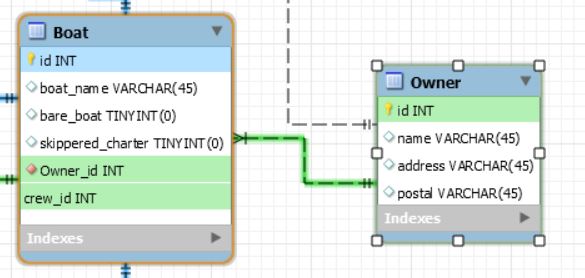 Boat
id INT
boat_name VARCHAR(45)
bare_boat TINYINT(0)
skippered_charter TINYINT(0)
Owner_id INT
crew_id INT
Indexes
Owner
id INT
name VARCHAR(45)
address VARCHAR(45)
postal VARCHAR(45)
Indexes